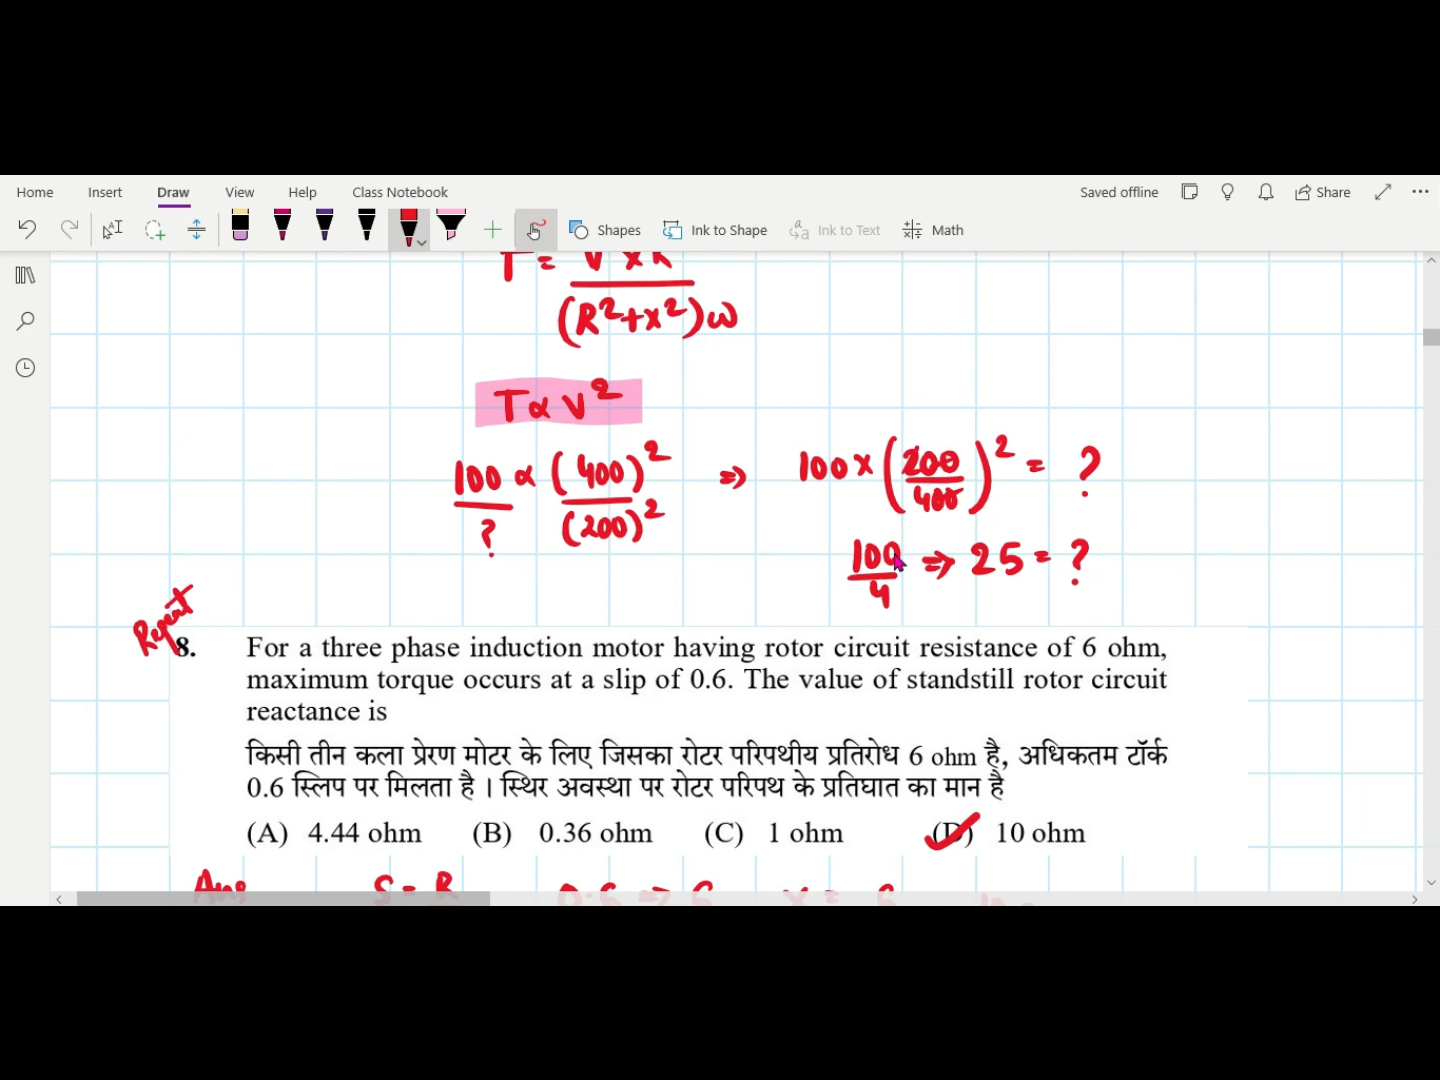 Home Insert Draw View Help Class Notebook Saved offline Share
Shapes Ink to Shape Ink to Text Math
T =
(R²+x²)ω
T∝V²
100/? ∝ (400)²/(200)² ⇒ 100×(200/400)² = ?
100/4 ⇒ 25 = ?
Repeat
8. For a three phase induction motor having rotor circuit resistance of 6 ohm,
maximum torque occurs at a slip of 0.6. The value of standstill rotor circuit
reactance is
किसी तीन कला प्रेरण मोटर के लिए जिसका रोटर परिपथीय प्रतिरोध 6 ohm है, अधिकतम टॉर्क
0.6 स्लिप पर मिलता है । स्थिर अवस्था पर रोटर परिपथ के प्रतिघात का मान है
(A) 4.44 ohm (B) 0.36 ohm (C) 1 ohm (D) 10 ohm
Ans S = R 0.6 ⇒ 6 x = 6